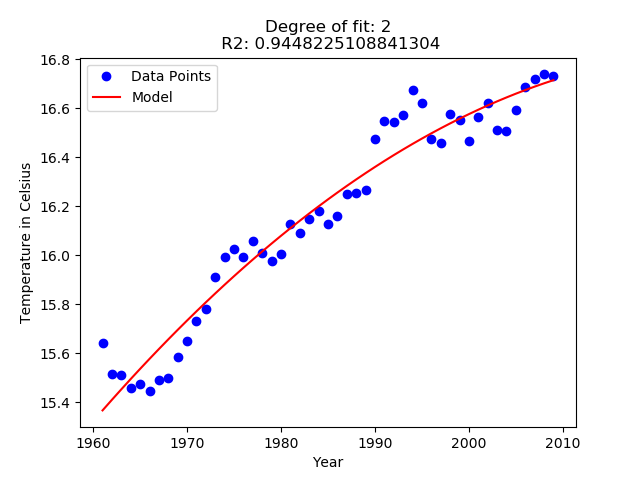 Degree of fit: 2
R2: 0.9448225108841304
Data Points
Model
Temperature in Celsius
16.8
16.6
16.4
16.2
16.0
15.8
15.6
15.4
1960
1970
1980
1990
2000
2010
Year